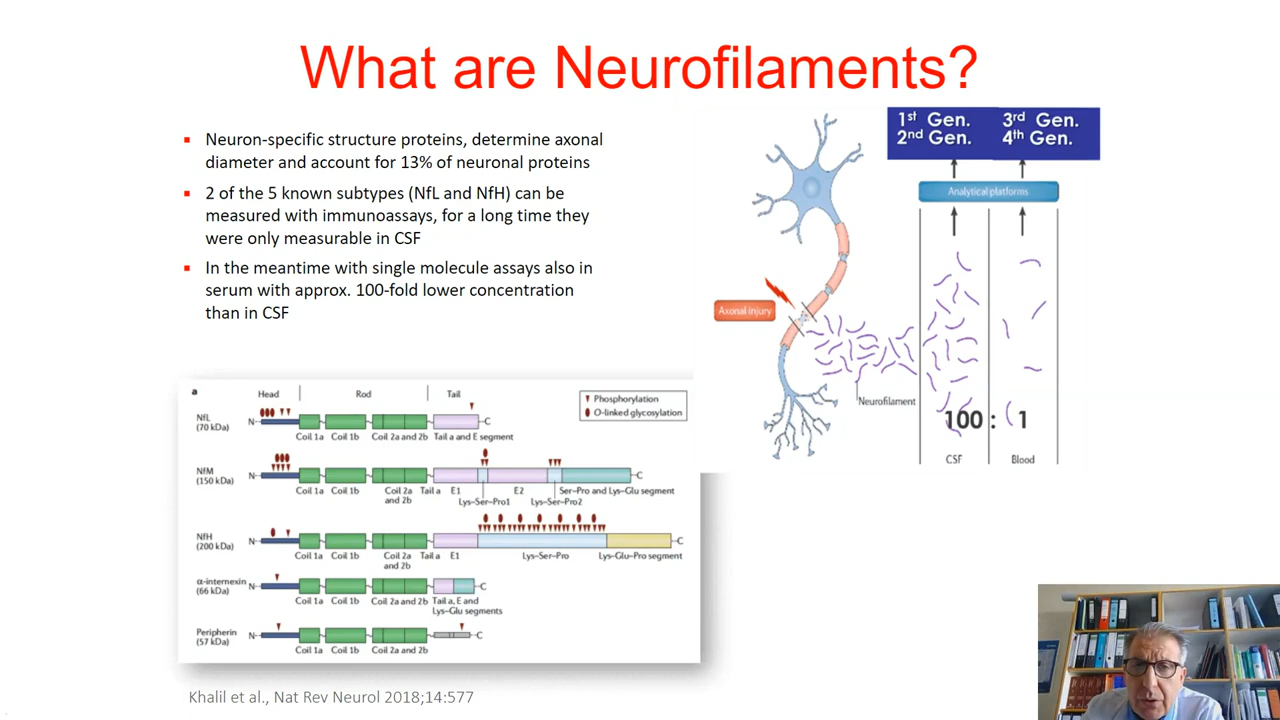 What are Neurofilaments?
Neuron-specific structure proteins, determine axonal
diameter and account for 13% of neuronal proteins
2 of the 5 known subtypes (NfL and NfH) can be
measured with immunoassays, for a long time they
were only measurable in CSF
In the meantime with single molecule assays also in
serum with approx. 100-fold lower concentration
than in CSF
1st Gen. 3rd Gen.
2nd Gen. 4th Gen.
Analytical platforms
Axonal injury
Neurofilament
100 : 1
CSF Blood
a
Head Rod Tail
Phosphorylation
O-linked glycosylation
NfL
(70 kDa)
N C
Coil 1a Coil 1b Coil 2a and 2b Tail a and E segment
NfM
(150 kDa)
N C
Coil 1a Coil 1b Coil 2a and 2b Tail a E1 E2 Ser–Pro and Lys–Glu segment
Lys–Ser–Pro1 Lys–Ser–Pro2
NfH
(200 kDa)
N C
Coil 1a Coil 1b Coil 2a and 2b Tail a E1 Lys–Ser–Pro Lys–Glu–Pro segment
α-internexin
(66 kDa)
N C
Coil 1a Coil 1b Coil 2a and 2b Tail a, E and
Lys–Glu segments
Peripherin
(57 kDa)
N C
Coil 1a Coil 1b Coil 2a and 2b
Khalil et al., Nat Rev Neurol 2018;14:577